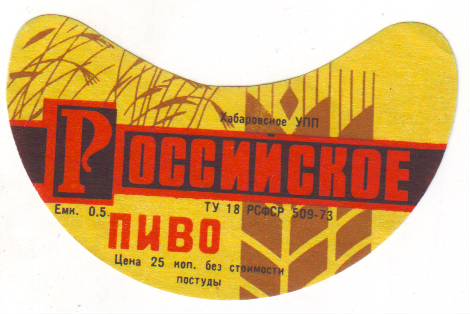 Хабаровское УПП
РОССИЙСКОЕ
Емк. 0.5. ТУ 18 РСФСР 509-73
ПИВО
Цена 25 коп. без стоимости
посуды